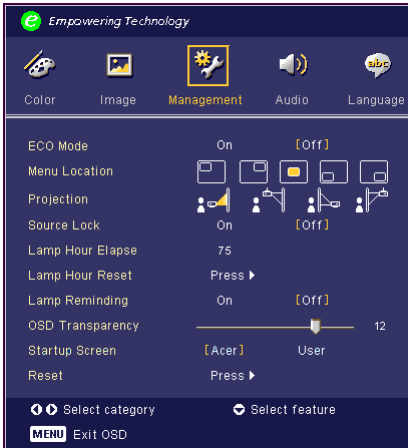 e Empowering Technology
Color Image Management Audio Language
abc
ECO Mode On [Off]
Menu Location
Projection
Source Lock On [Off]
Lamp Hour Elapse 75
Lamp Hour Reset Press
Lamp Reminding On [Off]
OSD Transparency 12
Startup Screen [Acer] User
Reset Press
Select category Select feature
MENU Exit OSD